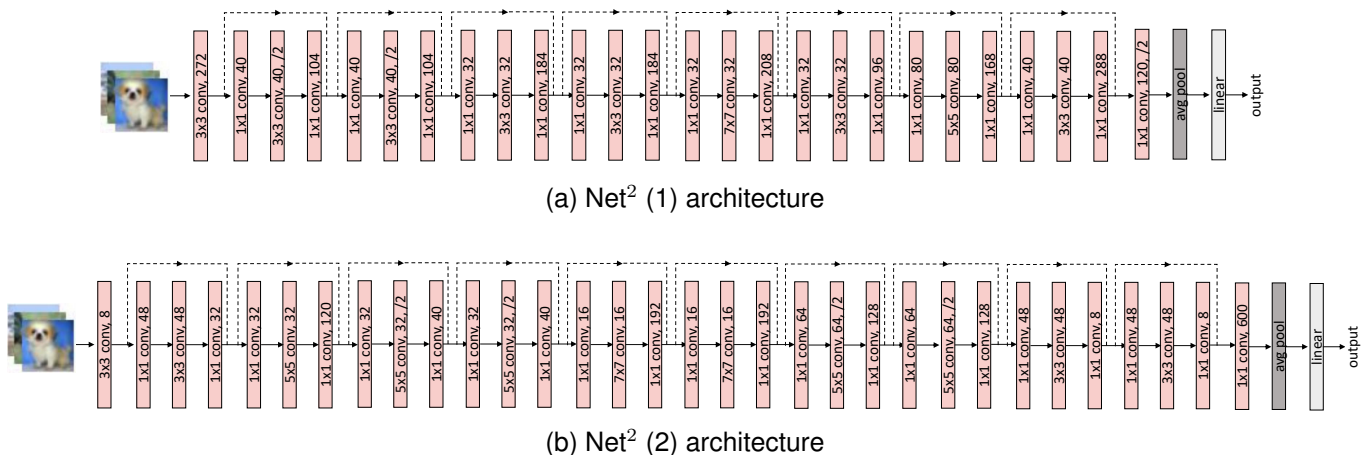 3x3 conv, 272
1x1 conv, 40
3x3 conv, 40, /2
1x1 conv, 104
1x1 conv, 40
3x3 conv, 40, /2
1x1 conv, 104
1x1 conv, 32
3x3 conv, 32
1x1 conv, 184
1x1 conv, 32
3x3 conv, 32
1x1 conv, 184
1x1 conv, 32
7x7 conv, 32
1x1 conv, 208
1x1 conv, 32
3x3 conv, 32
1x1 conv, 96
1x1 conv, 80
5x5 conv, 80
1x1 conv, 168
1x1 conv, 40
3x3 conv, 40
1x1 conv, 288
1x1 conv, 120, /2
avg pool
linear
output
(a) Net² (1) architecture
3x3 conv, 8
1x1 conv, 48
3x3 conv, 48
1x1 conv, 32
1x1 conv, 32
5x5 conv, 32
1x1 conv, 120
1x1 conv, 32
5x5 conv, 32, /2
1x1 conv, 40
1x1 conv, 32
5x5 conv, 32, /2
1x1 conv, 40
1x1 conv, 16
7x7 conv, 16
1x1 conv, 192
1x1 conv, 16
7x7 conv, 16
1x1 conv, 192
1x1 conv, 64
5x5 conv, 64, /2
1x1 conv, 128
1x1 conv, 64
5x5 conv, 64, /2
1x1 conv, 128
1x1 conv, 48
3x3 conv, 48
1x1 conv, 8
1x1 conv, 48
3x3 conv, 48
1x1 conv, 8
1x1 conv, 600
avg pool
linear
output
(b) Net² (2) architecture